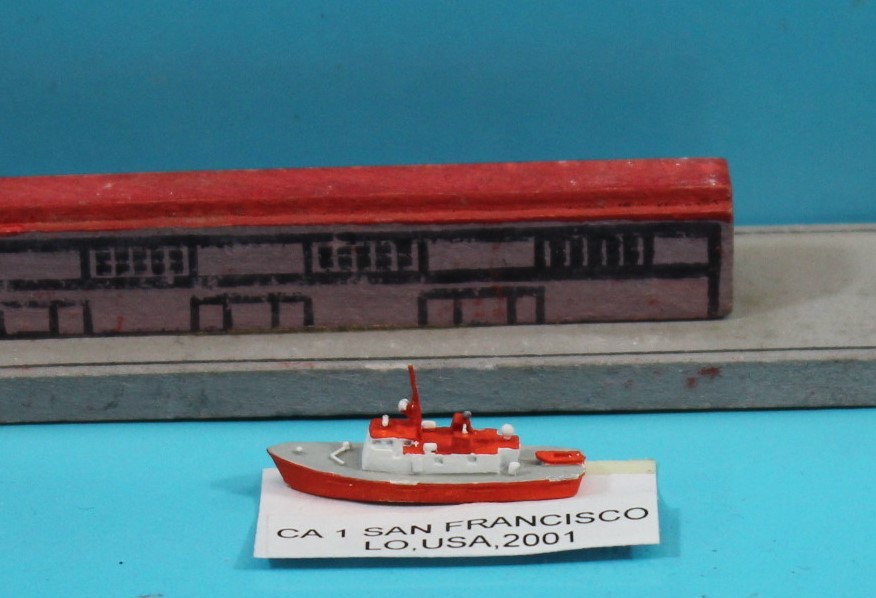 CA 1 SAN FRANCISCO
LO,USA,2001